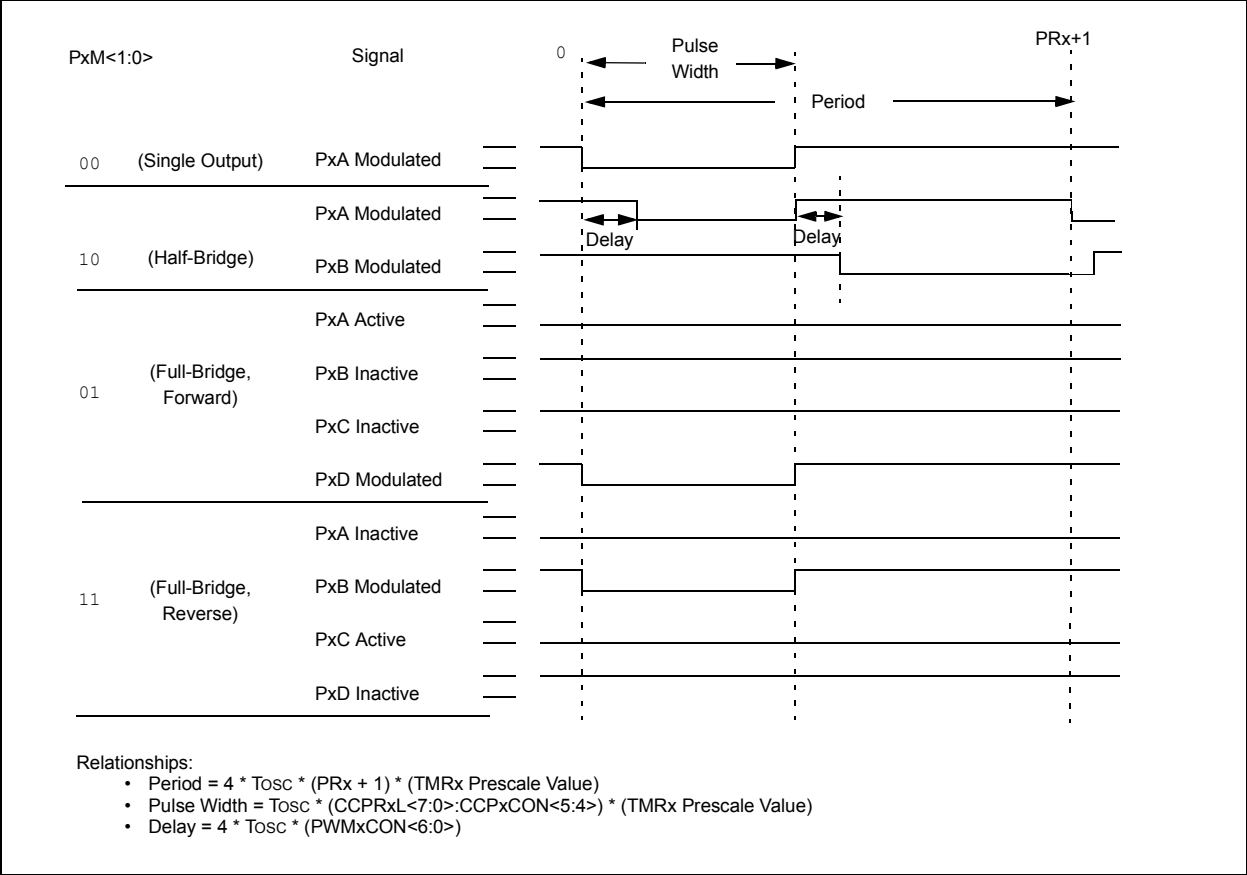 PxM<1:0>
Signal
0
Pulse
Width
PRx+1
Period
00
(Single Output)
PxA Modulated
10
(Half-Bridge)
PxA Modulated
Delay
Delay
PxB Modulated
01
(Full-Bridge,
Forward)
PxA Active
PxB Inactive
PxC Inactive
PxD Modulated
11
(Full-Bridge,
Reverse)
PxA Inactive
PxB Modulated
PxC Active
PxD Inactive
Relationships:
• Period = 4 * TOSC * (PRx + 1) * (TMRx Prescale Value)
• Pulse Width = TOSC * (CCPRxL<7:0>:CCPxCON<5:4>) * (TMRx Prescale Value)
• Delay = 4 * TOSC * (PWMxCON<6:0>)